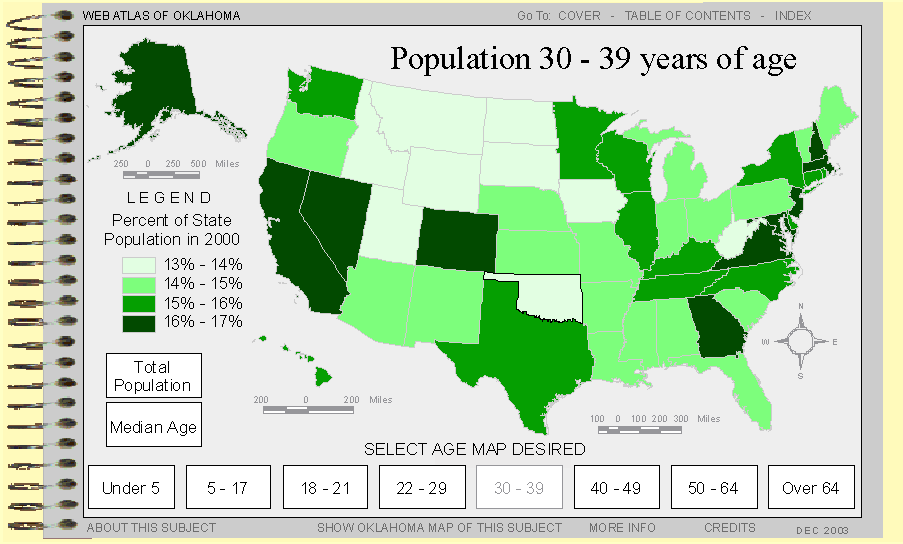 WEB ATLAS OF OKLAHOMA
Go To: COVER - TABLE OF CONTENTS - INDEX
Population 30 - 39 years of age
250 0 250 500 Miles
LEGEND
Percent of State
Population in 2000
13% - 14%
14% - 15%
15% - 16%
16% - 17%
N
W E
S
Total
Population
Median Age
200 0 200 Miles
100 0 100 200 300 Miles
SELECT AGE MAP DESIRED
Under 5
5 - 17
18 - 21
22 - 29
30 - 39
40 - 49
50 - 64
Over 64
ABOUT THIS SUBJECT
SHOW OKLAHOMA MAP OF THIS SUBJECT
MORE INFO
CREDITS
DEC 2003